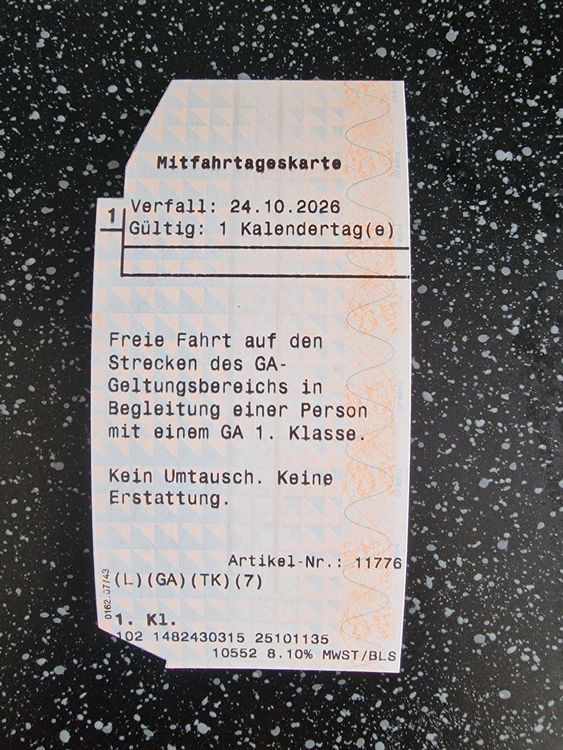 Mitfahrtageskarte
1
Verfall: 24.10.2026
Gültig: 1 Kalendertag(e)
Freie Fahrt auf den
Strecken des GA-
Geltungsbereichs in
Begleitung einer Person
mit einem GA 1. Klasse.
Kein Umtausch. Keine
Erstattung.
Artikel-Nr.: 11776
(L)(GA)(TK)(7)
0162.07/43
1. Kl.
102 1482430315 25101135
10552 8.10% MWST/BLS